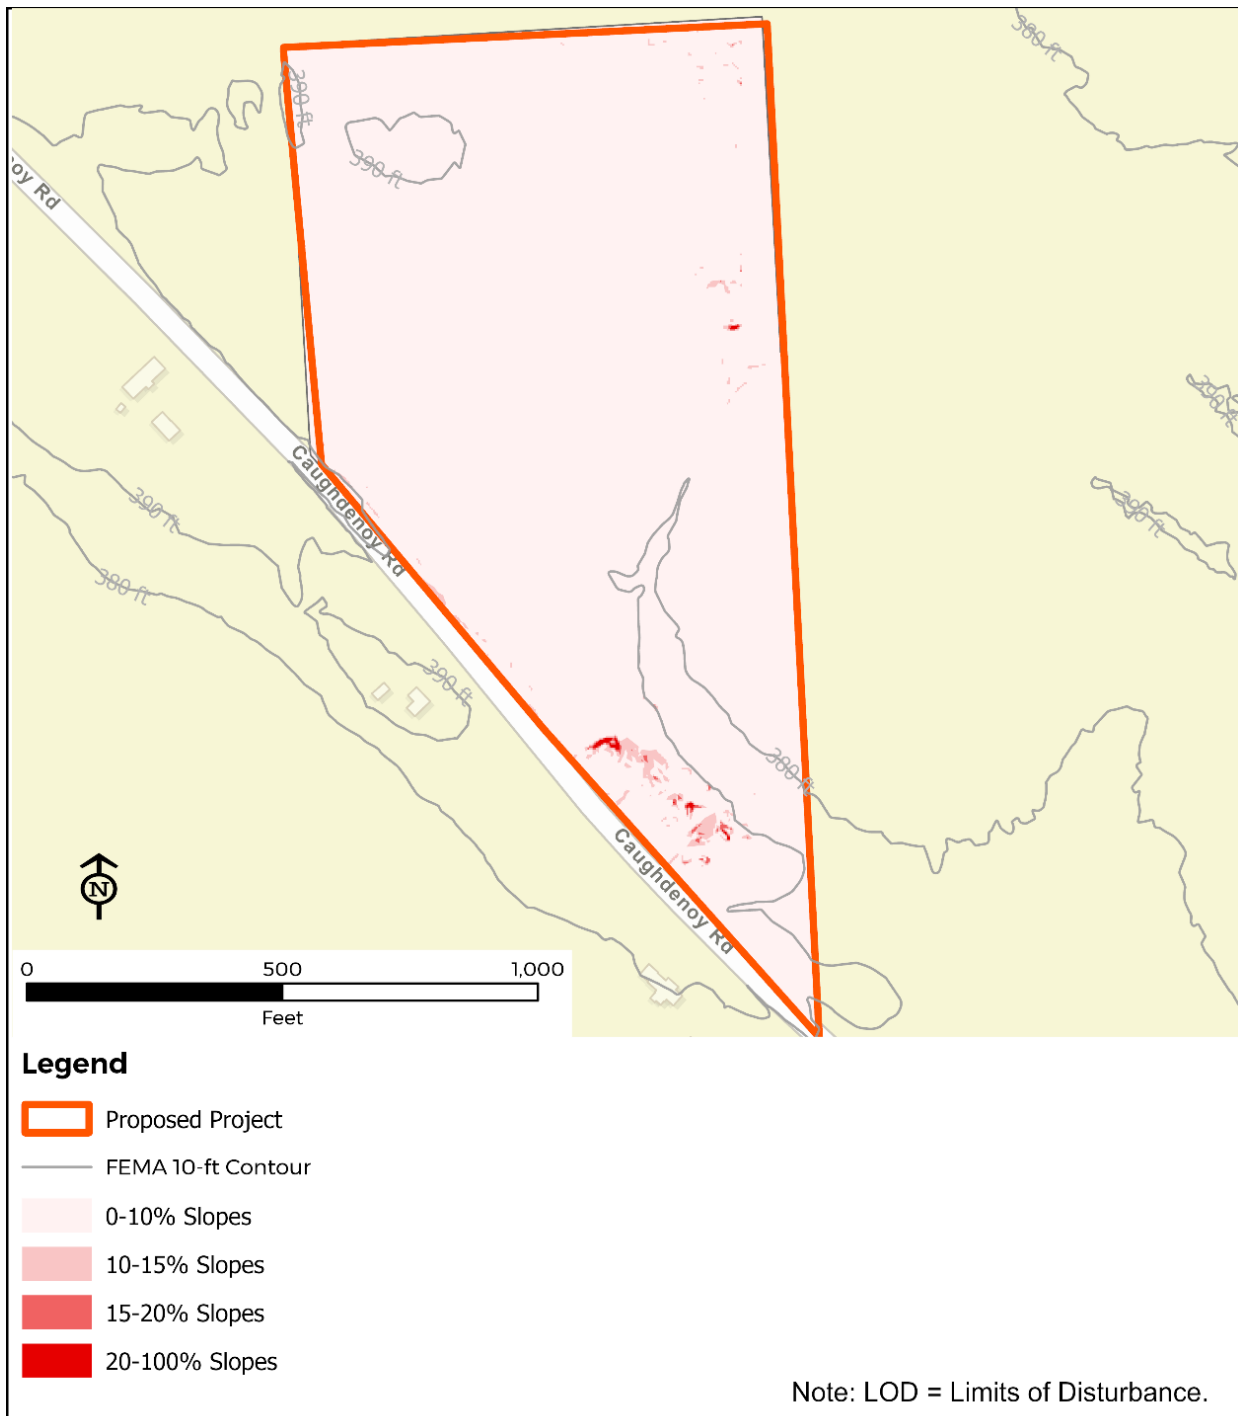 380 ft
390 ft
390 ft
oy Rd
390 ft
Caughdenoy Rd
390 ft
390 ft
380 ft
390 ft
380 ft
Caughdenoy Rd
N
0 500 1,000
Feet
Legend
Proposed Project
FEMA 10-ft Contour
0-10% Slopes
10-15% Slopes
15-20% Slopes
20-100% Slopes
Note: LOD = Limits of Disturbance.